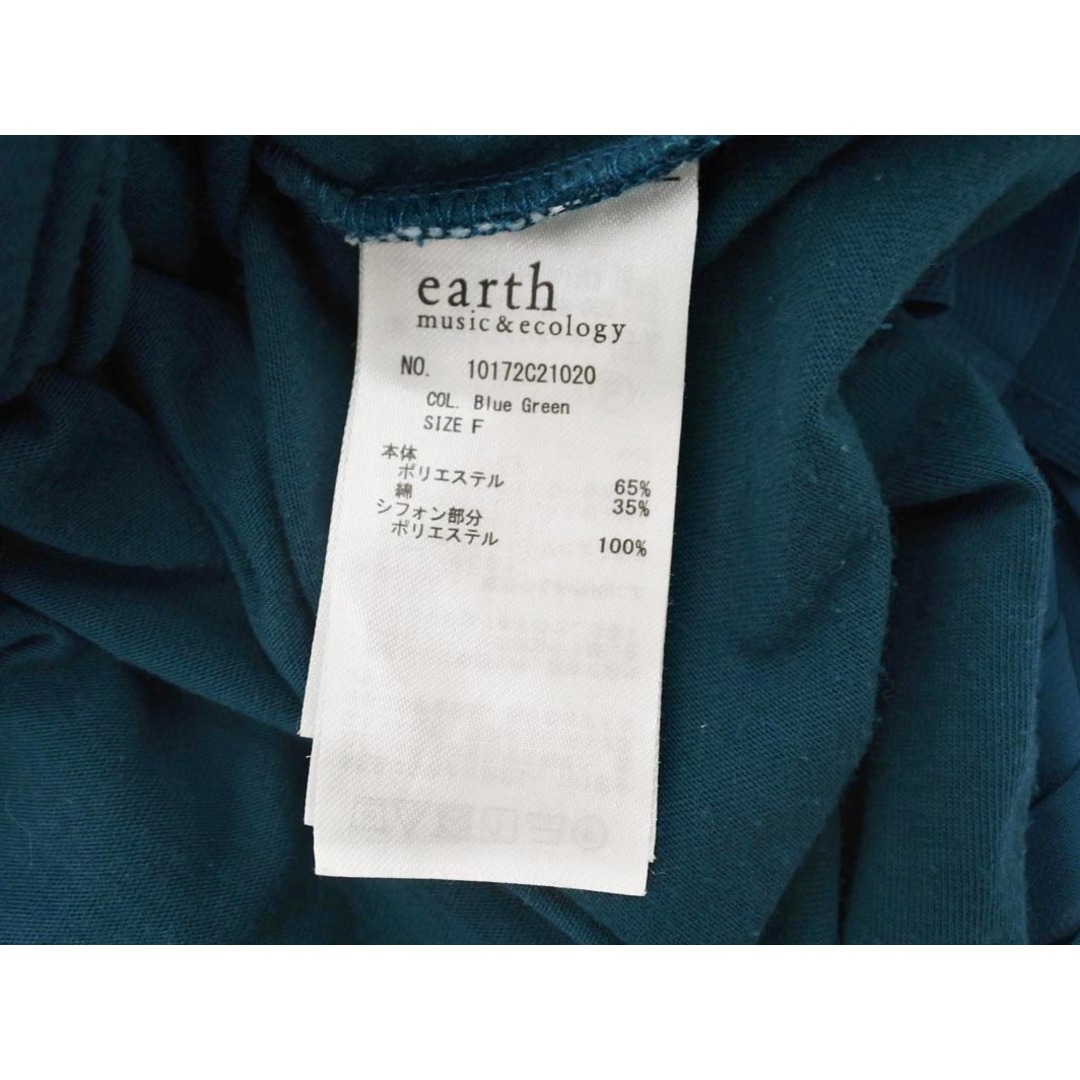 earth
music & ecology
NO. 10172C21020
COL. Blue Green
SIZE F
本体
ポリエステル 65%
綿 35%
シフォン部分
ポリエステル 100%